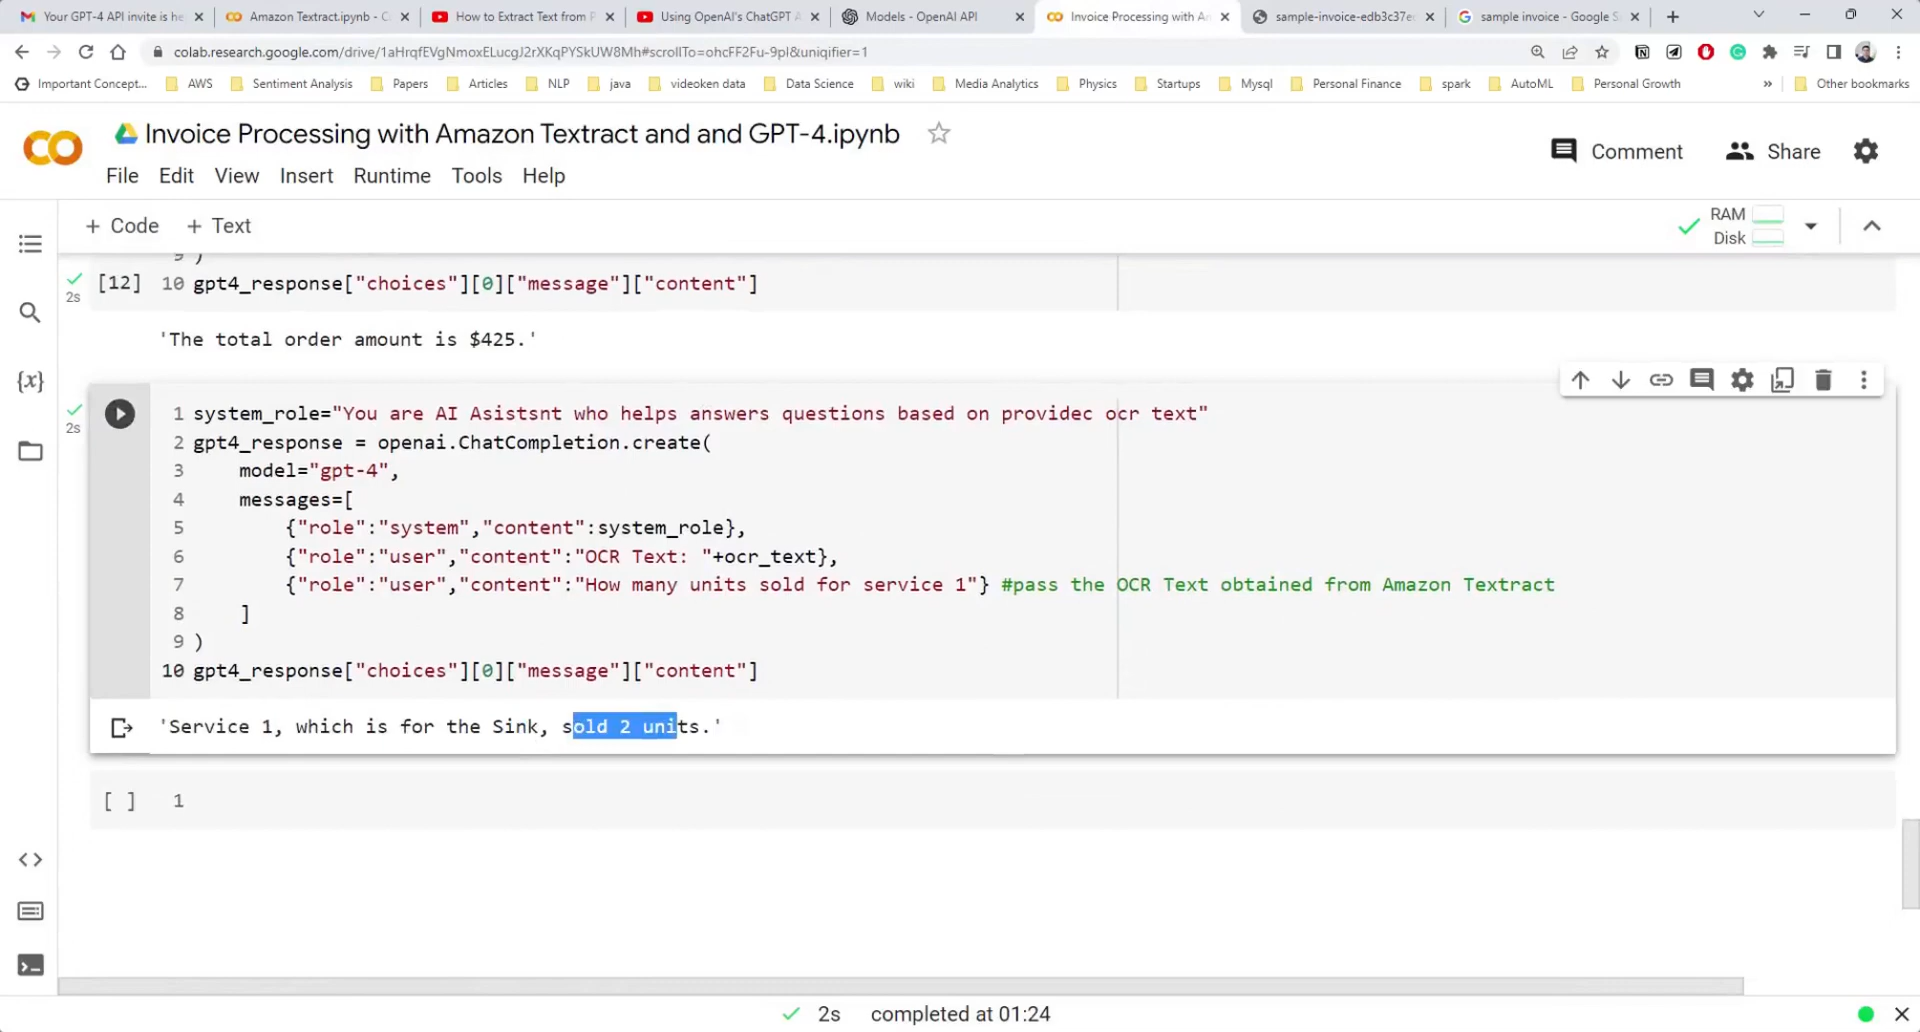 Your GPT-4 API invite is he
Amazon Textract.ipynb - C
How to Extract Text from P
Using OpenAI's ChatGPT A
Models - OpenAI API
Invoice Processing with Am
sample-invoice-edb3c37e
sample invoice - Google S
colab.research.google.com/drive/1aHrqfEVgNmoxELucgJ2rXKqPYSkUW8Mh#scrollTo=ohcFF2Fu-9pI&uniqifier=1
Important Concept...
AWS
Sentiment Analysis
Papers
Articles
NLP
java
videoken data
Data Science
wiki
Media Analytics
Physics
Startups
Mysql
Personal Finance
spark
AutoML
Personal Growth
»
Other bookmarks
Invoice Processing with Amazon Textract and and GPT-4.ipynb
Comment
Share
File Edit View Insert Runtime Tools Help
+ Code + Text
RAM
Disk
9 )
[12] 10 gpt4_response["choices"][0]["message"]["content"]
2s
'The total order amount is $425.'
2s
1 system_role="You are AI Asistsnt who helps answers questions based on providec ocr text"
2 gpt4_response = openai.ChatCompletion.create(
3 model="gpt-4",
4 messages=[
5 {"role":"system","content":system_role},
6 {"role":"user","content":"OCR Text: "+ocr_text},
7 {"role":"user","content":"How many units sold for service 1"} #pass the OCR Text obtained from Amazon Textract
8 ]
9 )
10 gpt4_response["choices"][0]["message"]["content"]
'Service 1, which is for the Sink, sold 2 units.'
[ ] 1
2s completed at 01:24